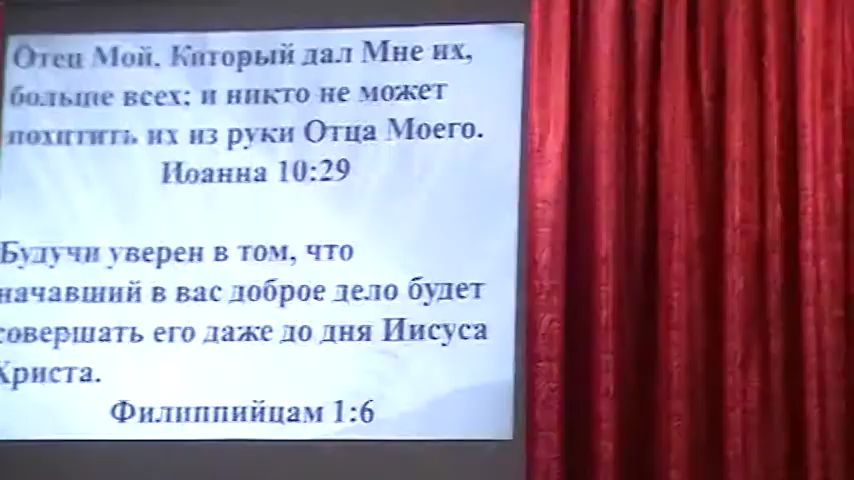 Отец Мой, Который дал Мне их,
больше всех; и никто не может
похитить их из руки Отца Моего.
Иоанна 10:29
Будучи уверен в том, что
начавший в вас доброе дело будет
совершать его даже до дня Иисуса
Христа.
Филиппийцам 1:6